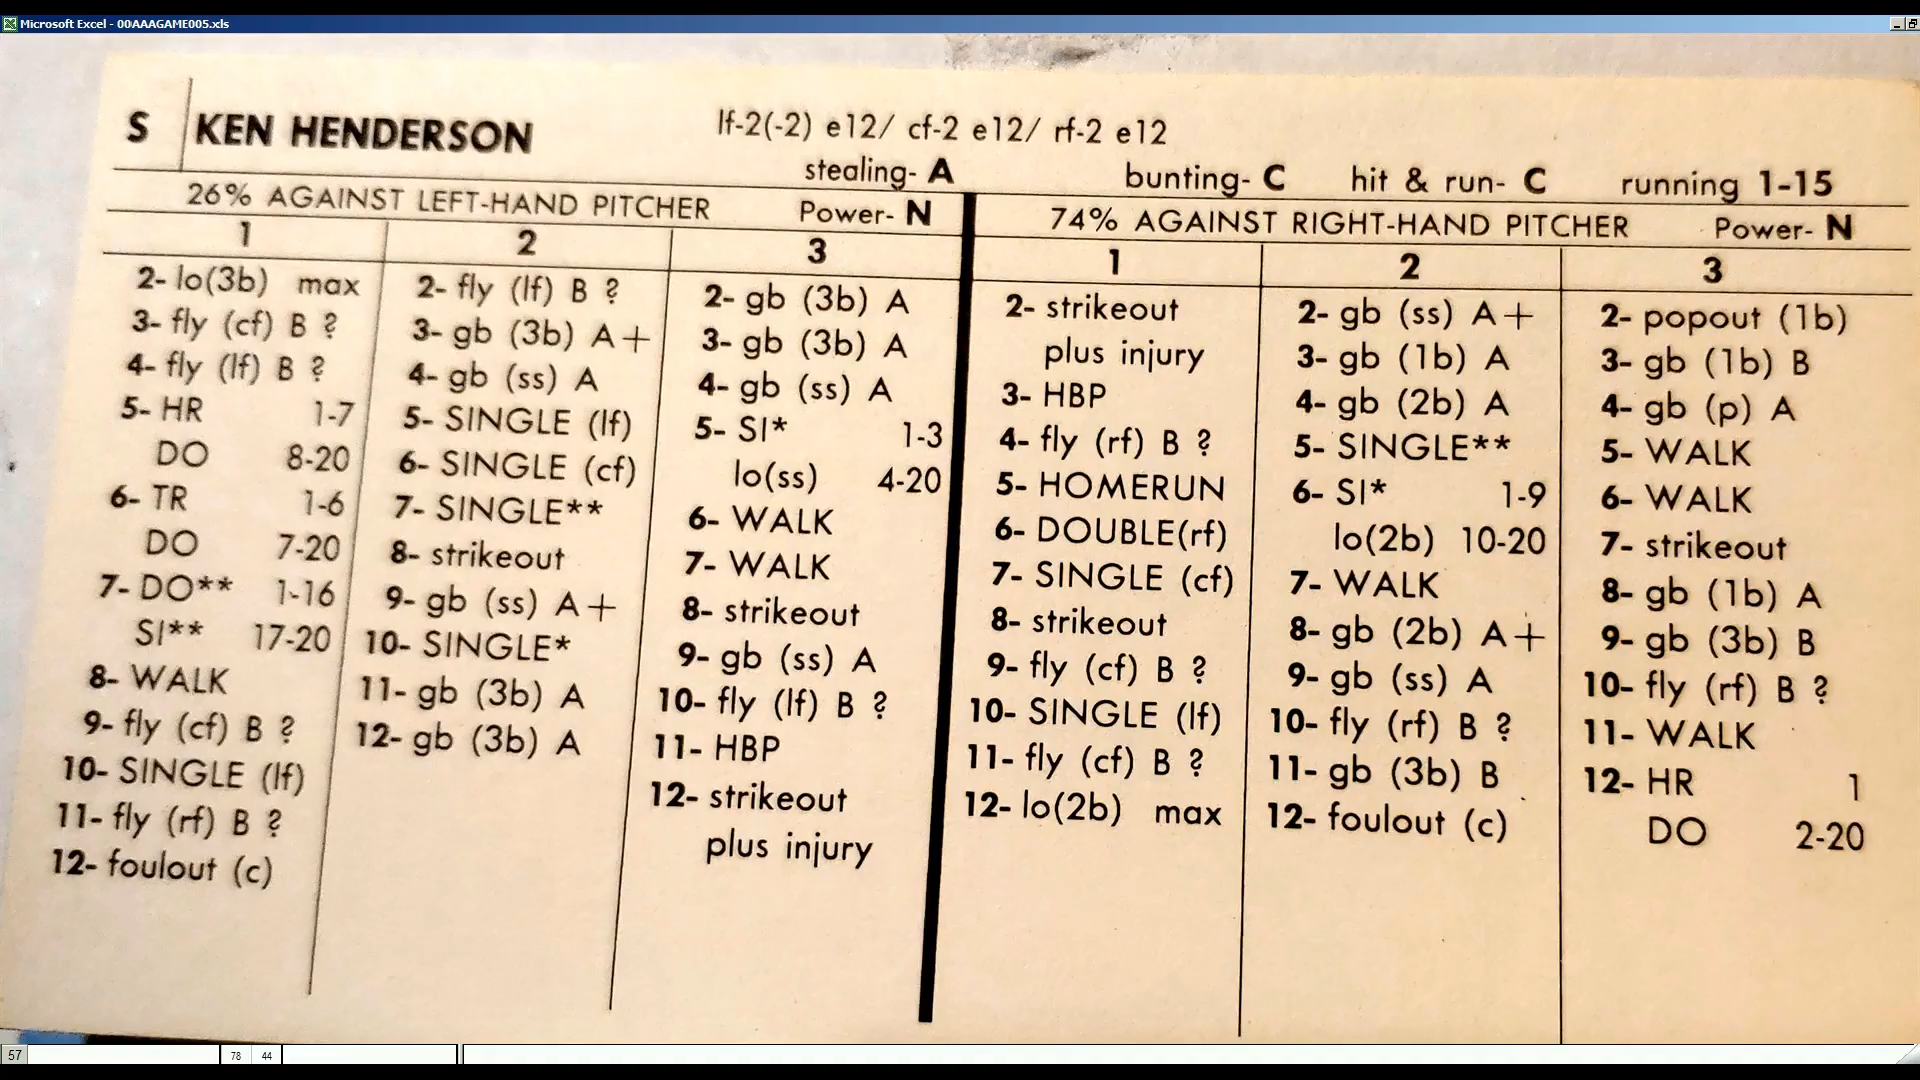 Microsoft Excel - 00AAAGAME005.xls
S KEN HENDERSON
lf-2(-2) e12/ cf-2 e12/ rf-2 e12
stealing- A bunting- C hit & run- C running 1-15
26% AGAINST LEFT-HAND PITCHER Power- N
1
2- lo(3b) max
3- fly (cf) B ?
4- fly (lf) B ?
5- HR 1-7
DO 8-20
6- TR 1-6
DO 7-20
7- DO** 1-16
SI** 17-20
8- WALK
9- fly (cf) B ?
10- SINGLE (lf)
11- fly (rf) B ?
12- foulout (c)
2
2- fly (lf) B ?
3- gb (3b) A+
4- gb (ss) A
5- SINGLE (lf)
6- SINGLE (cf)
7- SINGLE**
8- strikeout
9- gb (ss) A+
10- SINGLE*
11- gb (3b) A
12- gb (3b) A
3
2- gb (3b) A
3- gb (3b) A
4- gb (ss) A
5- SI* 1-3
lo(ss) 4-20
6- WALK
7- WALK
8- strikeout
9- gb (ss) A
10- fly (lf) B ?
11- HBP
12- strikeout
plus injury
74% AGAINST RIGHT-HAND PITCHER Power- N
1
2- strikeout
plus injury
3- HBP
4- fly (rf) B ?
5- HOMERUN
6- DOUBLE(rf)
7- SINGLE (cf)
8- strikeout
9- fly (cf) B ?
10- SINGLE (lf)
11- fly (cf) B ?
12- lo(2b) max
2
2- gb (ss) A+
3- gb (1b) A
4- gb (2b) A
5- SINGLE**
6- SI* 1-9
lo(2b) 10-20
7- WALK
8- gb (2b) A+
9- gb (ss) A
10- fly (rf) B ?
11- gb (3b) B
12- foulout (c)
3
2- popout (1b)
3- gb (1b) B
4- gb (p) A
5- WALK
6- WALK
7- strikeout
8- gb (1b) A
9- gb (3b) B
10- fly (rf) B ?
11- WALK
12- HR 1
DO 2-20
57 78 44